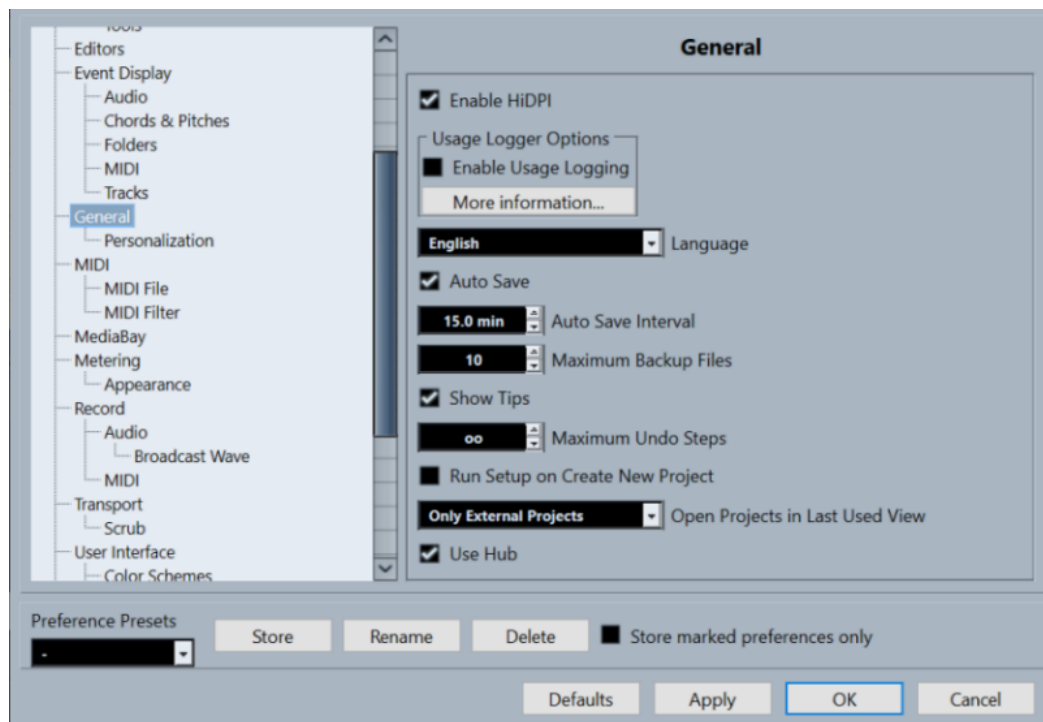 Tools
Editors
Event Display
Audio
Chords & Pitches
Folders
MIDI
Tracks
General
Personalization
MIDI
MIDI File
MIDI Filter
MediaBay
Metering
Appearance
Record
Audio
Broadcast Wave
MIDI
Transport
Scrub
User Interface
Color Schemes
General
Enable HiDPI
Usage Logger Options
Enable Usage Logging
More information...
English Language
Auto Save
15.0 min Auto Save Interval
10 Maximum Backup Files
Show Tips
oo Maximum Undo Steps
Run Setup on Create New Project
Only External Projects Open Projects in Last Used View
Use Hub
Preference Presets
-
Store Rename Delete Store marked preferences only
Defaults Apply OK Cancel